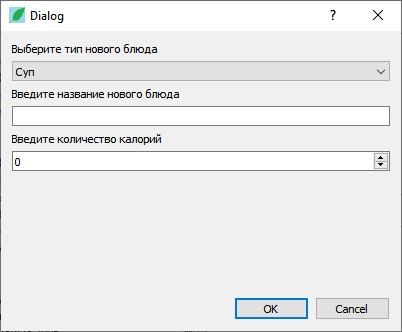 Dialog
Выберите тип нового блюда
Суп
Введите название нового блюда
Введите количество калорий
0
OK Cancel